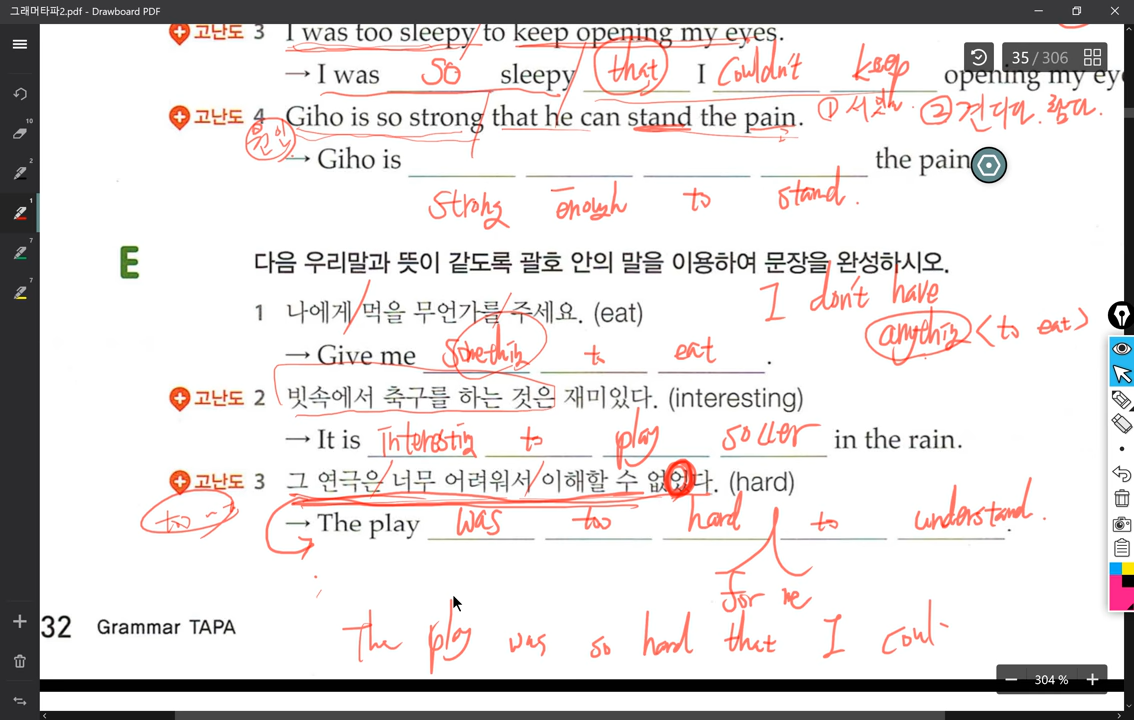 그래머타파2.pdf - Drawboard PDF
35 / 306
고난도 3 I was too sleepy to keep opening my eyes.
→ I was so sleepy that I couldn't keep opening my ey
고난도 4 Giho is so strong that he can stand the pain. ① 서있다. ② 견디다. 참다.
→ Giho is the pain
strong enough to stand.
E 다음 우리말과 뜻이 같도록 괄호 안의 말을 이용하여 문장을 완성하시오.
I don't have
1 나에게 먹을 무언가를 주세요. (eat)
anything <to eat>
→ Give me something to eat .
고난도 2 빗속에서 축구를 하는 것은 재미있다. (interesting)
→ It is interesting to play soccer in the rain.
고난도 3 그 연극은 너무 어려워서 이해할 수 없었다. (hard)
→ The play was too hard to understand.
for me
32 Grammar TAPA
The play was so hard that I coul
304 %